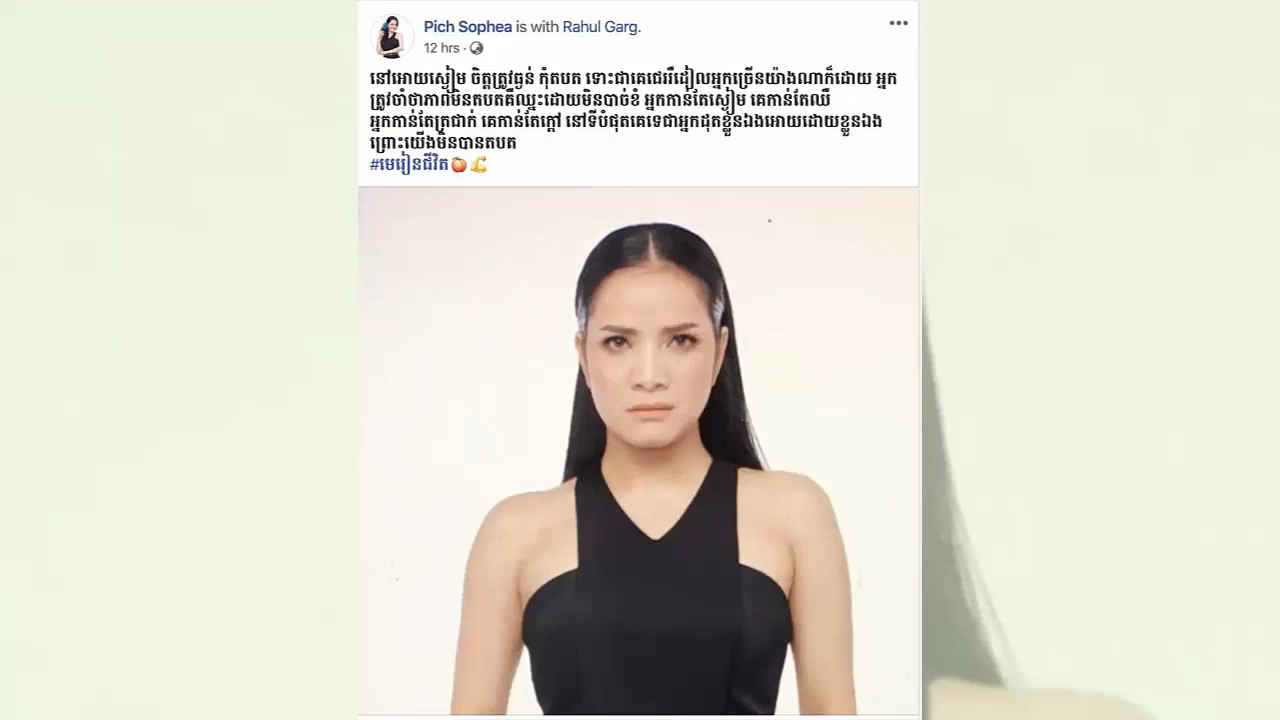 Pich Sophea is with Rahul Garg.
12 hrs ·
នៅអោយស្ងៀម ចិត្តត្រូវធ្ងន់ កុំតបត ទោះជាគេជេររឺដៀលអ្នកច្រើនយ៉ាងណាក៏ដោយ អ្នក
ត្រូវចាំថាភាពមិនតបតគឺឈ្នះដោយមិនបាច់ខំ អ្នកកាន់តែស្ងៀម គេកាន់តែឈឺ
អ្នកកាន់តែត្រជាក់ គេកាន់តែក្ដៅ នៅទីបំផុតគេទេជាអ្នកដុតខ្លួនឯងអោយដោយខ្លួនឯង
ព្រោះយើងមិនបានតបត
#មេរៀនជីវិត🍑💪